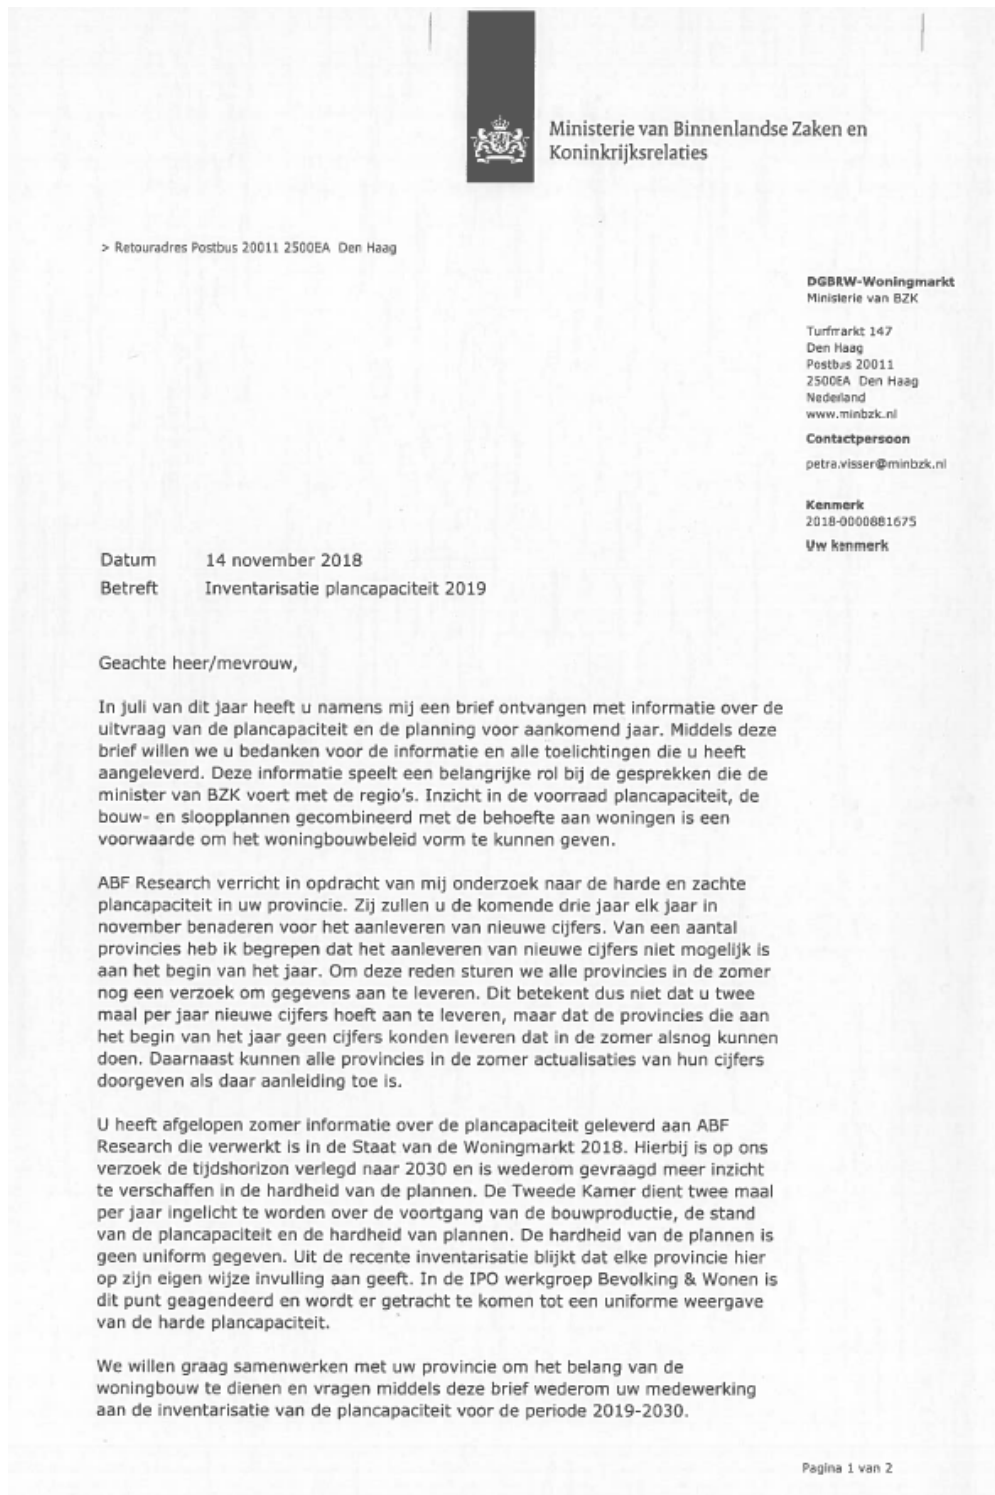 Ministerie van Binnenlandse Zaken en
Koninkrijksrelaties
> Retouradres Postbus 20011 2500EA Den Haag
DGBRW-Woningmarkt
Ministerie van BZK
Turfmarkt 147
Den Haag
Postbus 20011
2500EA Den Haag
Nederland
www.minbzk.nl
Contactpersoon
petra.visser@minbzk.nl
Kenmerk
2018-0000881675
Uw kenmerk
Datum 14 november 2018
Betreft Inventarisatie plancapaciteit 2019
Geachte heer/mevrouw,
In juli van dit jaar heeft u namens mij een brief ontvangen met informatie over de
uitvraag van de plancapaciteit en de planning voor aankomend jaar. Middels deze
brief willen we u bedanken voor de informatie en alle toelichtingen die u heeft
aangeleverd. Deze informatie speelt een belangrijke rol bij de gesprekken die de
minister van BZK voert met de regio's. Inzicht in de voorraad plancapaciteit, de
bouw- en sloopplannen gecombineerd met de behoefte aan woningen is een
voorwaarde om het woningbouwbeleid vorm te kunnen geven.
ABF Research verricht in opdracht van mij onderzoek naar de harde en zachte
plancapaciteit in uw provincie. Zij zullen u de komende drie jaar elk jaar in
november benaderen voor het aanleveren van nieuwe cijfers. Van een aantal
provincies heb ik begrepen dat het aanleveren van nieuwe cijfers niet mogelijk is
aan het begin van het jaar. Om deze reden sturen we alle provincies in de zomer
nog een verzoek om gegevens aan te leveren. Dit betekent dus niet dat u twee
maal per jaar nieuwe cijfers hoeft aan te leveren, maar dat de provincies die aan
het begin van het jaar geen cijfers konden leveren dat in de zomer alsnog kunnen
doen. Daarnaast kunnen alle provincies in de zomer actualisaties van hun cijfers
doorgeven als daar aanleiding toe is.
U heeft afgelopen zomer informatie over de plancapaciteit geleverd aan ABF
Research die verwerkt is in de Staat van de Woningmarkt 2018. Hierbij is op ons
verzoek de tijdshorizon verlegd naar 2030 en is wederom gevraagd meer inzicht
te verschaffen in de hardheid van de plannen. De Tweede Kamer dient twee maal
per jaar ingelicht te worden over de voortgang van de bouwproductie, de stand
van de plancapaciteit en de hardheid van plannen. De hardheid van de plannen is
geen uniform gegeven. Uit de recente inventarisatie blijkt dat elke provincie hier
op zijn eigen wijze invulling aan geeft. In de IPO werkgroep Bevolking & Wonen is
dit punt geagendeerd en wordt er getracht te komen tot een uniforme weergave
van de harde plancapaciteit.
We willen graag samenwerken met uw provincie om het belang van de
woningbouw te dienen en vragen middels deze brief wederom uw medewerking
aan de inventarisatie van de plancapaciteit voor de periode 2019-2030.
Pagina 1 van 2